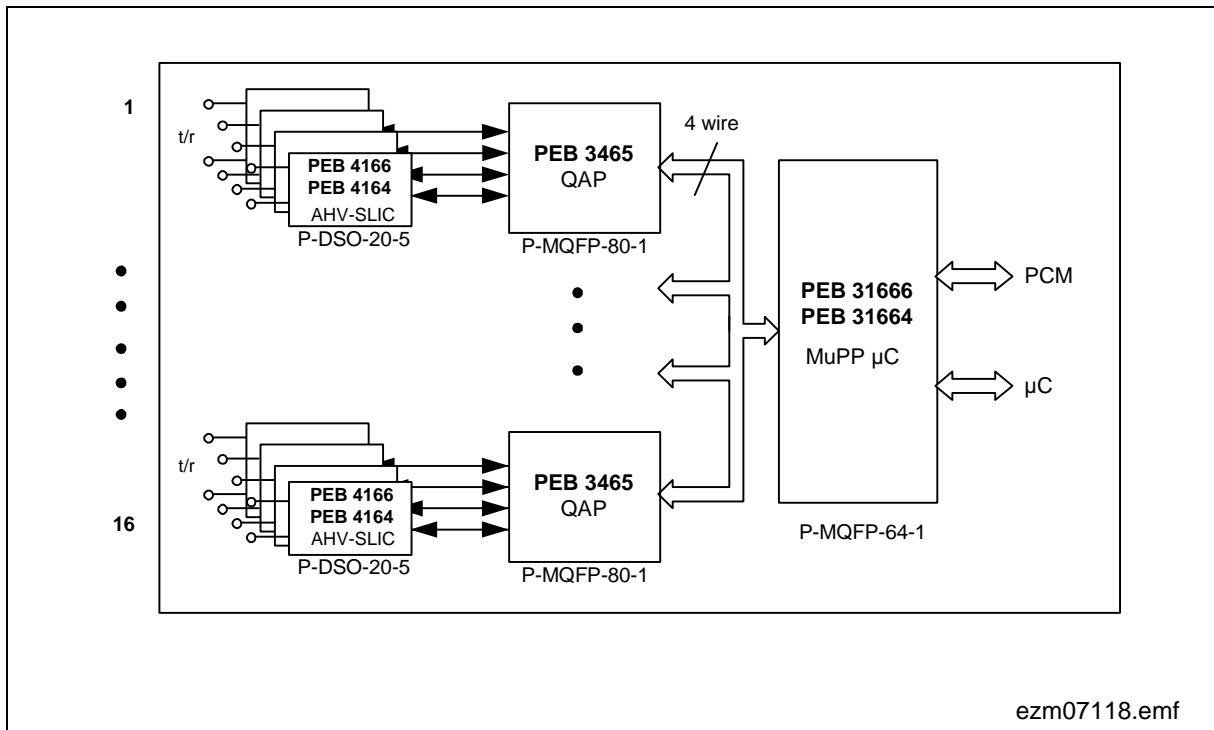 1
t/r
PEB 4166
PEB 4164
AHV-SLIC
P-DSO-20-5
PEB 3465
QAP
P-MQFP-80-1
4 wire
PEB 31666
PEB 31664
MuPP µC
P-MQFP-64-1
PCM
µC
16
t/r
PEB 4166
PEB 4164
AHV-SLIC
P-DSO-20-5
PEB 3465
QAP
P-MQFP-80-1
ezm07118.emf